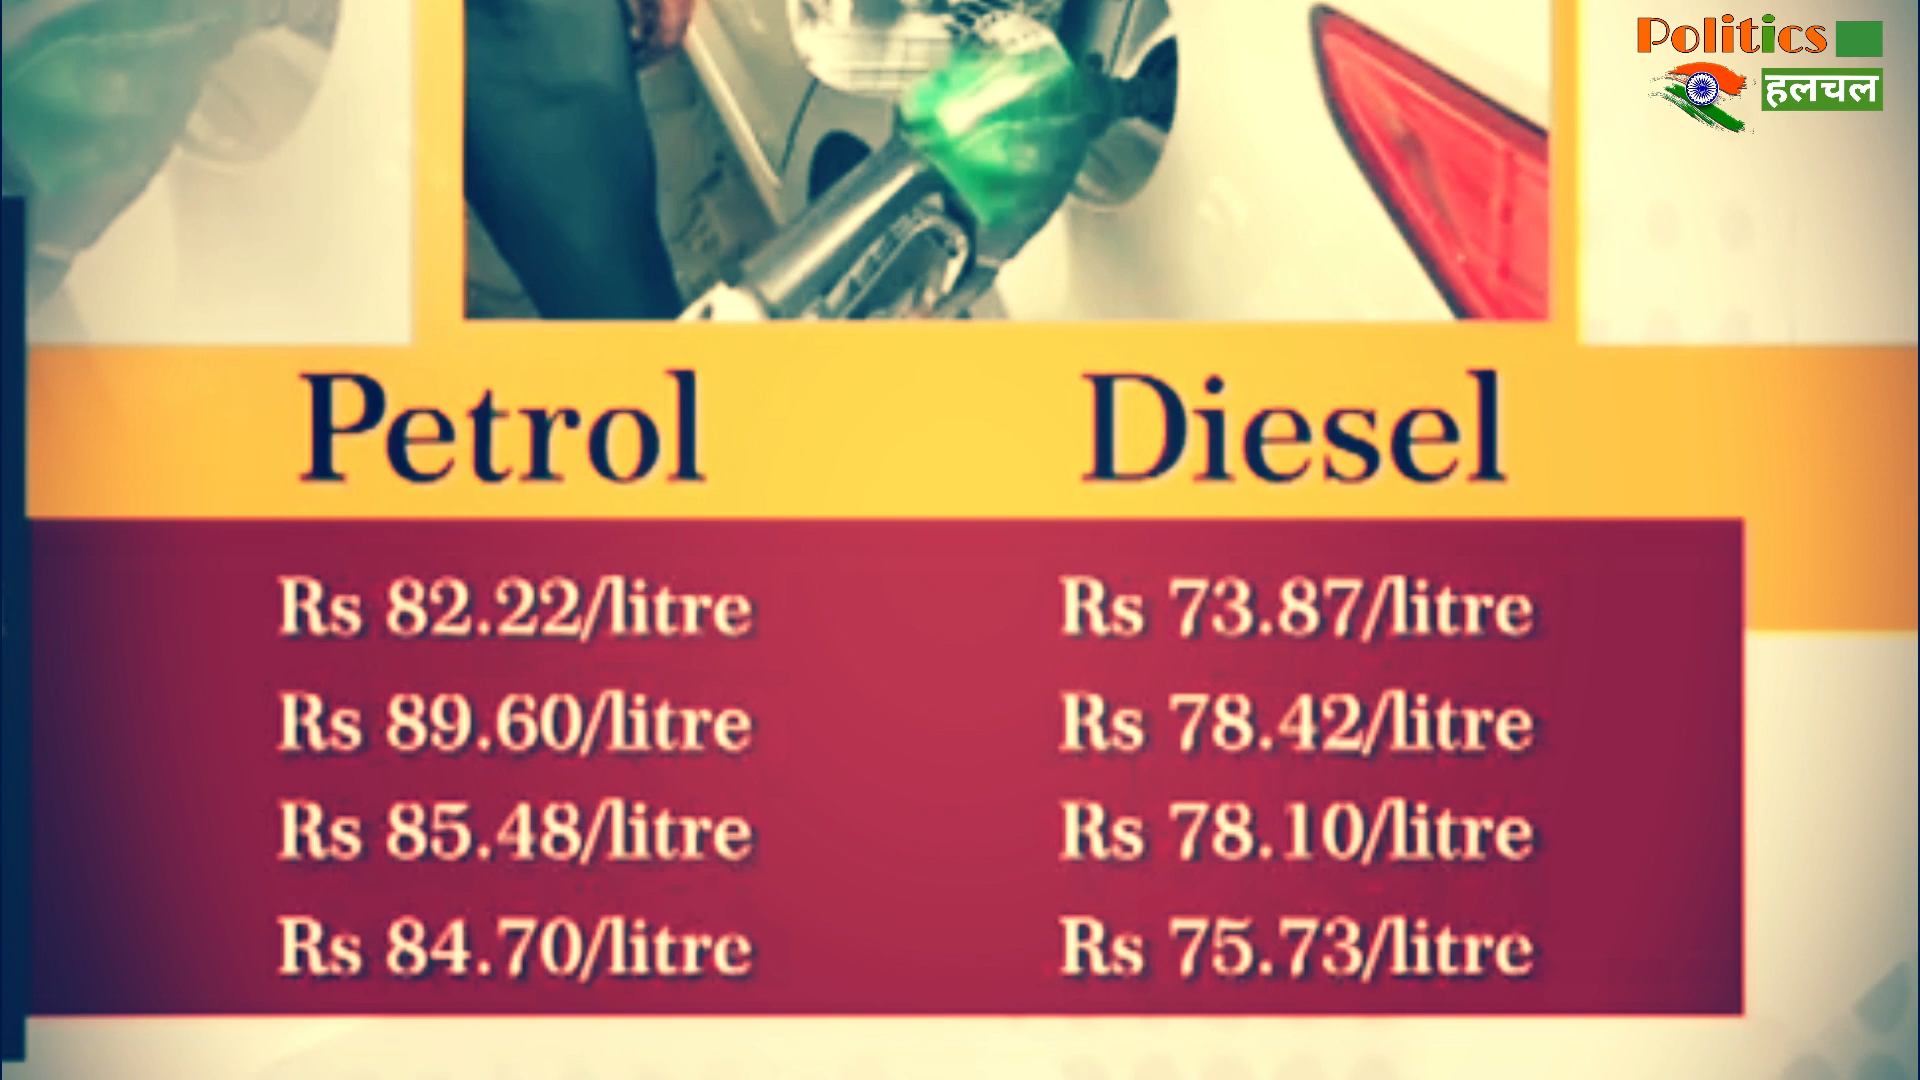 Politics
हलचल
Petrol Diesel
Rs 82.22/litre Rs 73.87/litre
Rs 89.60/litre Rs 78.42/litre
Rs 85.48/litre Rs 78.10/litre
Rs 84.70/litre Rs 75.73/litre